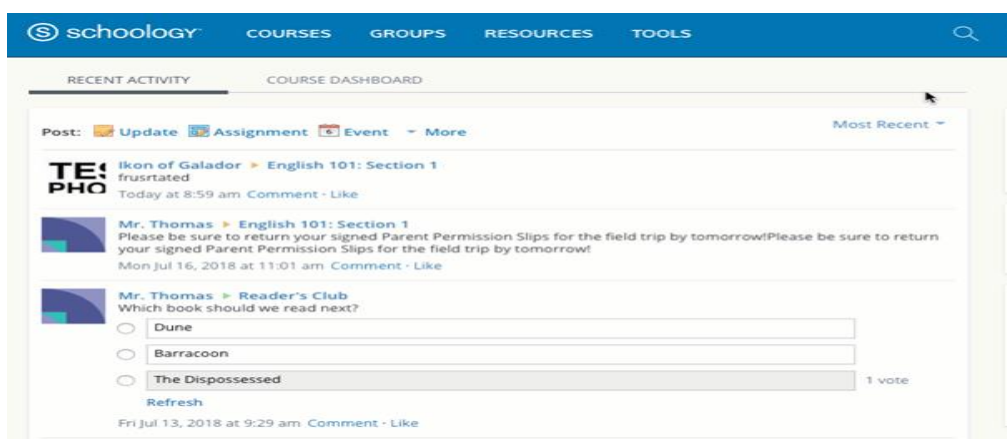 S schoology COURSES GROUPS RESOURCES TOOLS
RECENT ACTIVITY COURSE DASHBOARD
Post: Update Assignment 6 Event More
Most Recent
TES
PHO
Ikon of Galador English 101: Section 1
frusrtated
Today at 8:59 am Comment · Like
Mr. Thomas English 101: Section 1
Please be sure to return your signed Parent Permission Slips for the field trip by tomorrow!Please be sure to return
your signed Parent Permission Slips for the field trip by tomorrow!
Mon Jul 16, 2018 at 11:01 am Comment · Like
Mr. Thomas Reader's Club
Which book should we read next?
Dune
Barracoon
The Dispossessed 1 vote
Refresh
Fri Jul 13, 2018 at 9:29 am Comment · Like